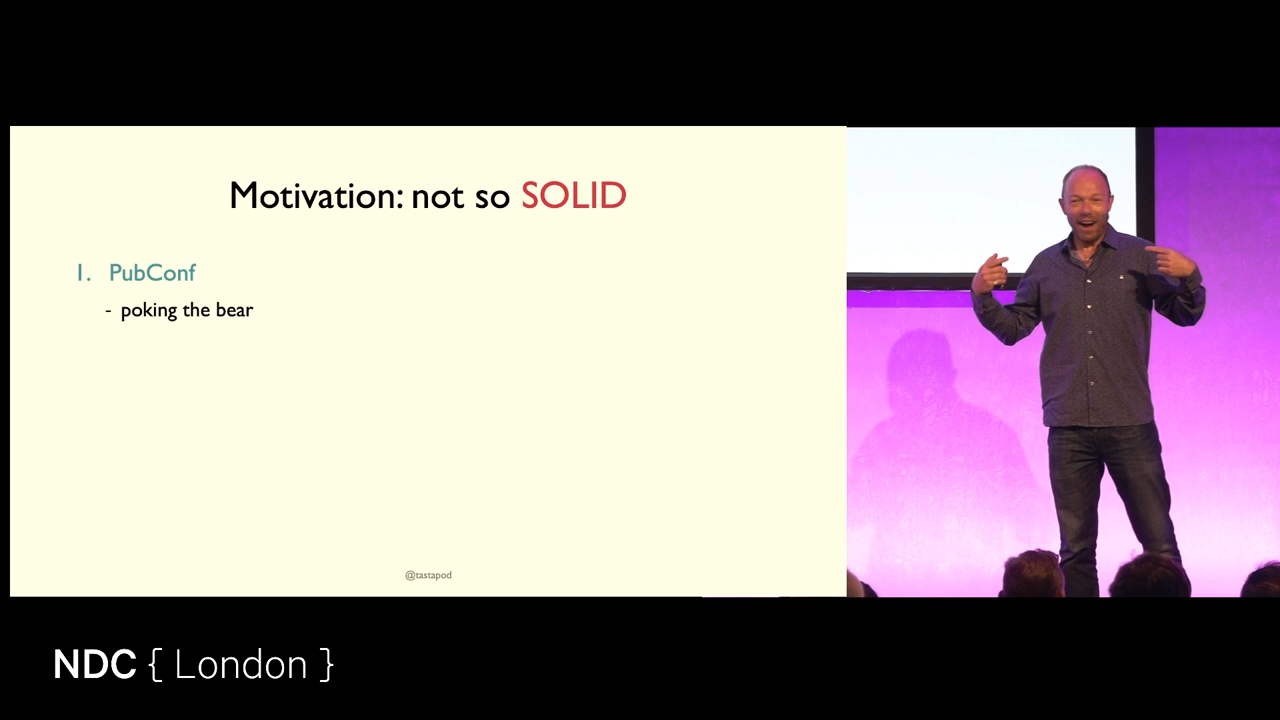 Motivation: not so SOLID
1. PubConf
- poking the bear
@tastapod
NDC { London }